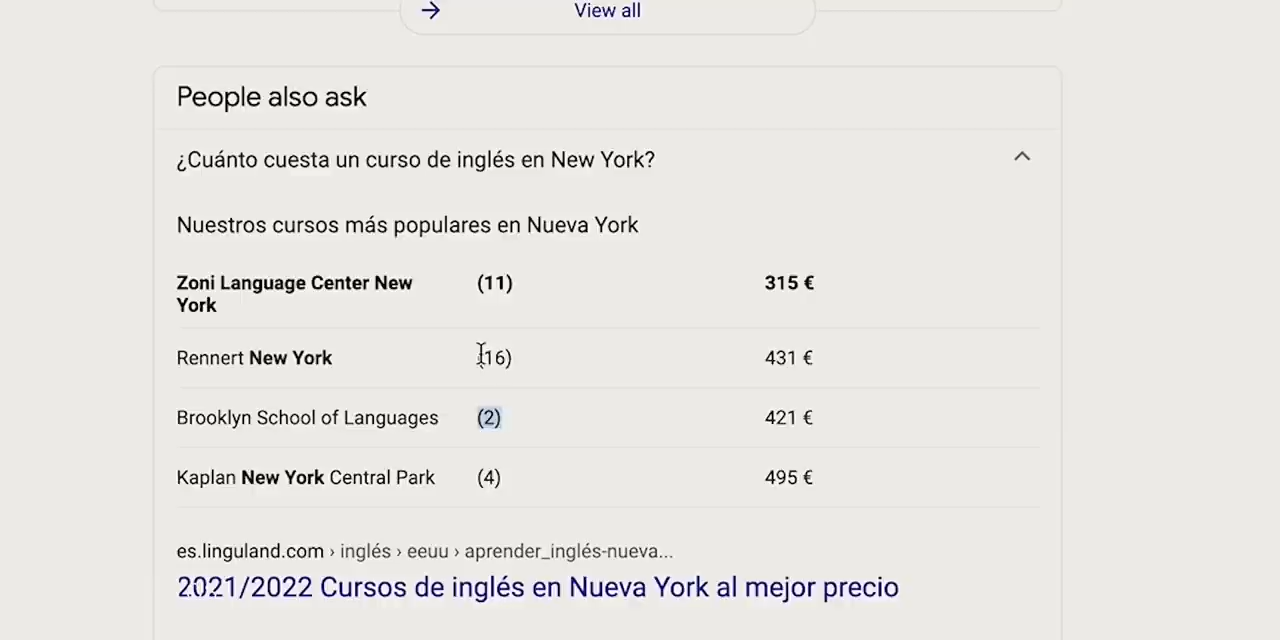 View all
People also ask
¿Cuánto cuesta un curso de inglés en New York?
Nuestros cursos más populares en Nueva York
Zoni Language Center New York (11) 315 €
Rennert New York (16) 431 €
Brooklyn School of Languages (2) 421 €
Kaplan New York Central Park (4) 495 €
es.linguland.com › inglés › eeuu › aprender_inglés-nueva...
2021/2022 Cursos de inglés en Nueva York al mejor precio